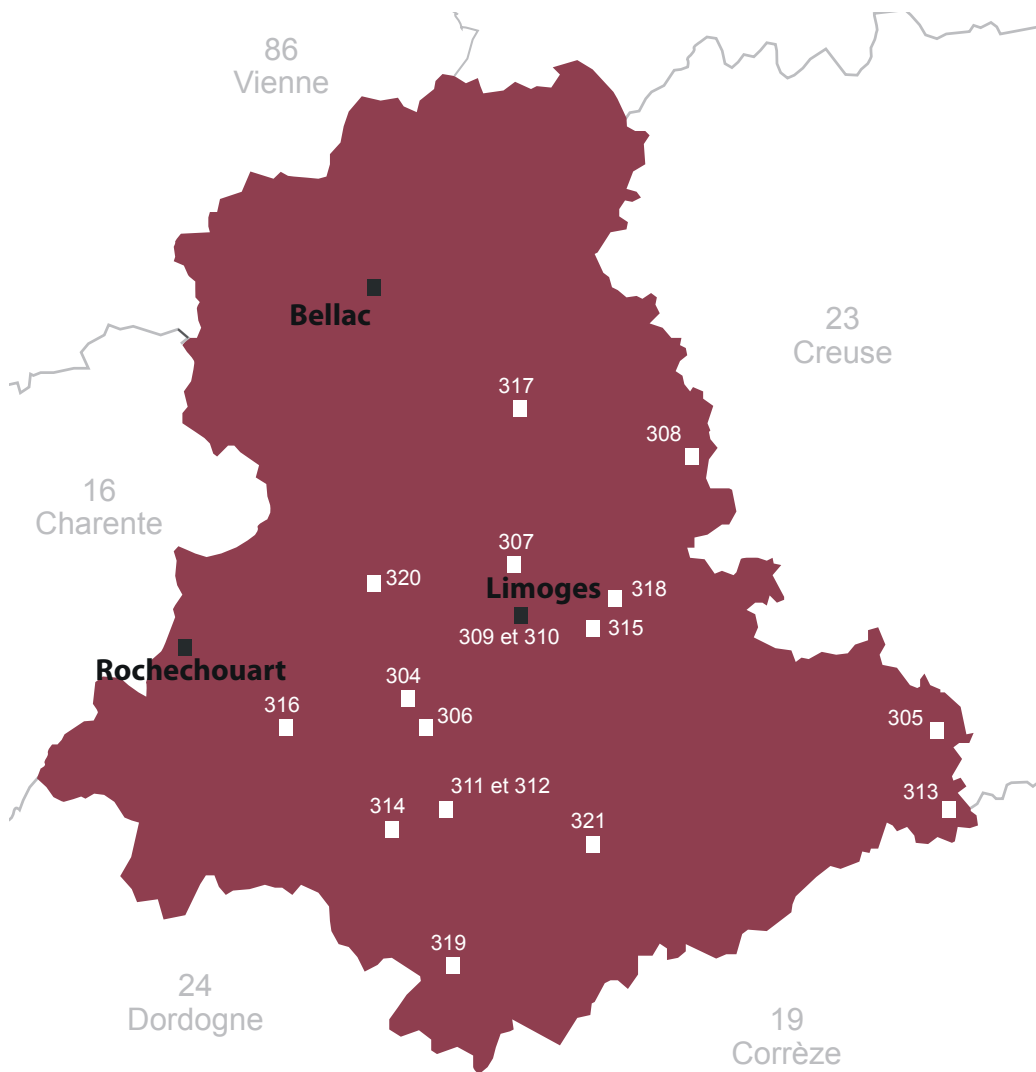 86
Vienne
Bellac
23
Creuse
317
308
16
Charente
307
320
Limoges
318
309 et 310
315
Rochechouart
304
316
306
305
311 et 312
314
313
321
319
24
Dordogne
19
Corrèze